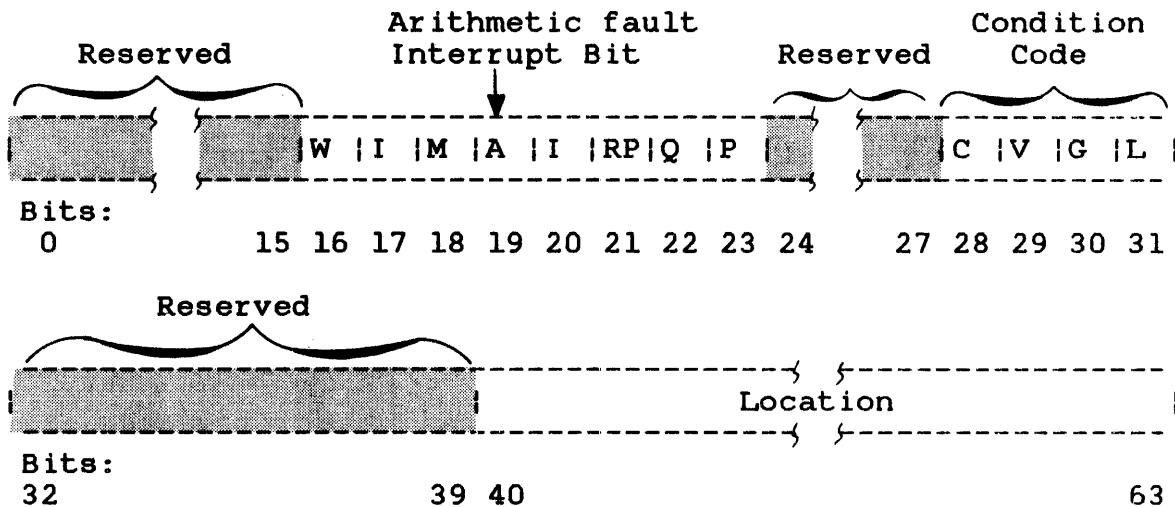 Arithmetic fault Condition
Reserved Interrupt Bit Reserved Code
W I M A I RP Q P C V G L
Bits:
0 15 16 17 18 19 20 21 22 23 24 27 28 29 30 31
Reserved
Location
Bits:
32 39 40 63